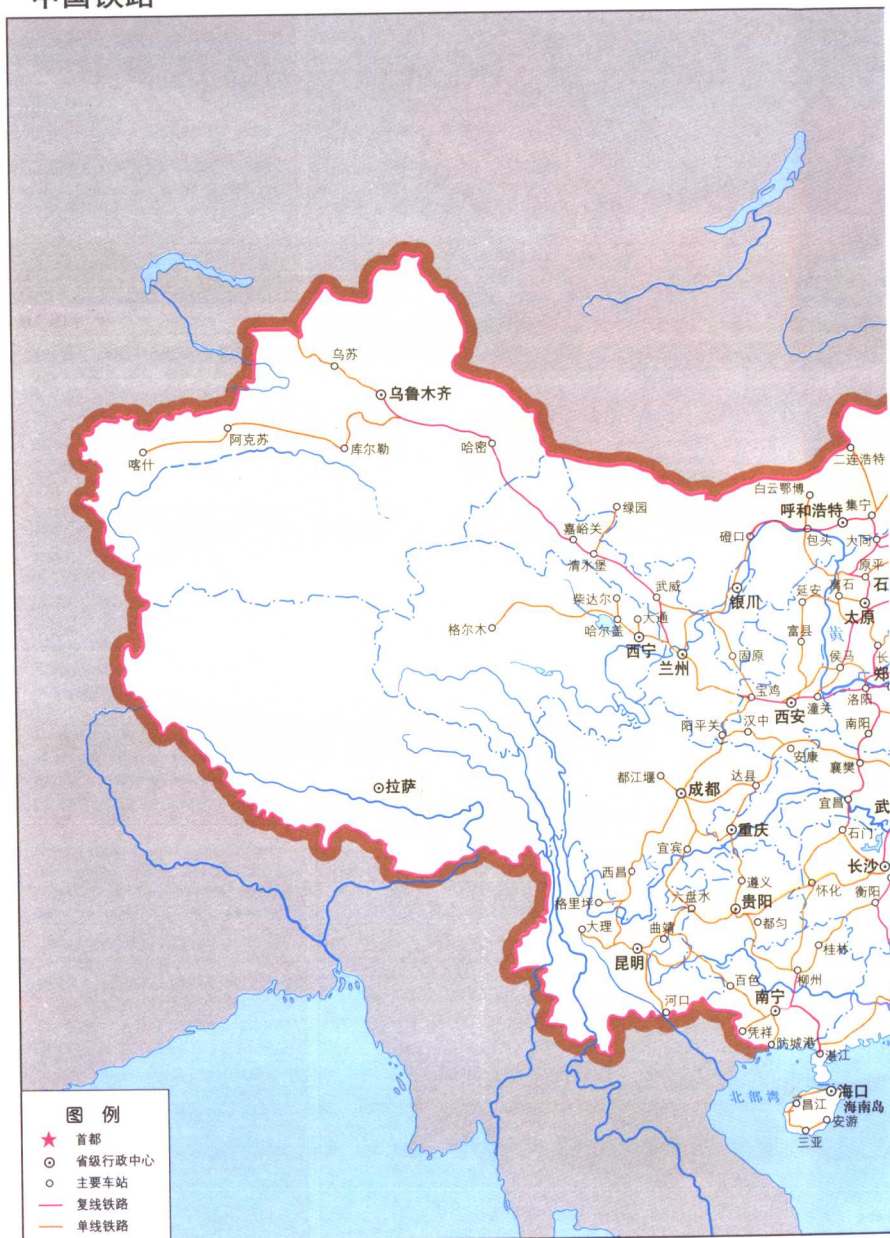 中国铁路
乌苏
乌鲁木齐
阿克苏
喀什
库尔勒
哈密
二连浩特
白云鄂博
绿园
呼和浩特
集宁
嘉峪关
磴口
包头
大同
清水堡
原平
武威
柴达尔
银川
延安
离石
石
太原
哈尔盖
大通
格尔木
西宁
富县
黄
兰州
固原
侯马
长
郑
宝鸡
西安
潼关
洛阳
阳平关
汉中
南阳
安康
襄樊
都江堰
成都
达县
拉萨
宜昌
武
重庆
石门
宜宾
长沙
西昌
遵义
怀化
衡阳
格里坪
六盘水
贵阳
都匀
大理
曲靖
桂林
昆明
柳州
百色
南宁
河口
凭祥
防城港
湛江
北部湾
海口
昌江
海南岛
安游
三亚
图 例
首都
省级行政中心
主要车站
复线铁路
单线铁路